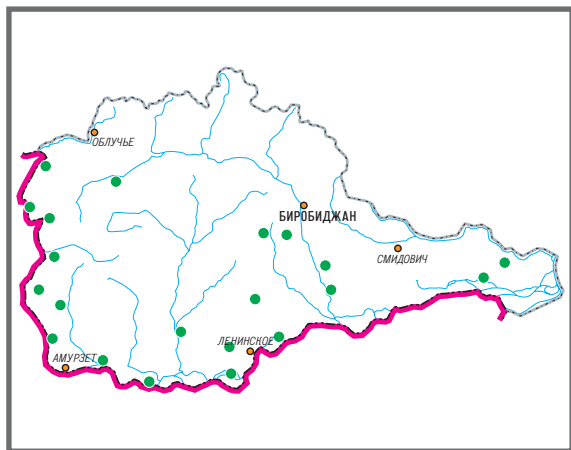 ОБЛУЧЬЕ
БИРОБИДЖАН
СМИДОВИЧ
ЛЕНИНСКОЕ
АМУРЗЕТ